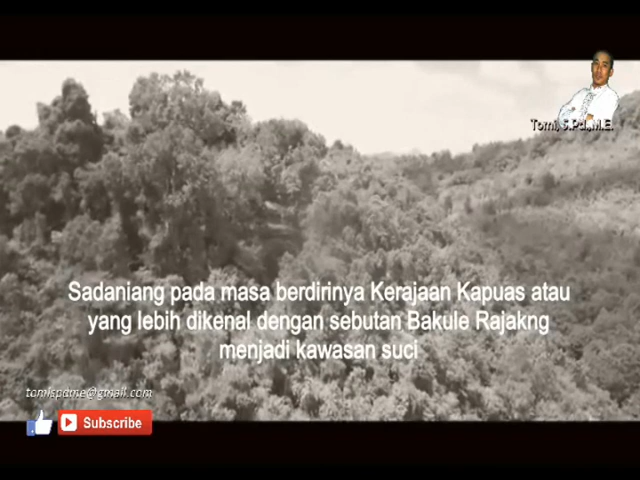 Tomi, S.Pd.,M.E.
Sadaniang pada masa berdirinya Kerajaan Kapuas atau
yang lebih dikenal dengan sebutan Bakule Rajakng
menjadi kawasan suci
tomispdme@gmail.com
Subscribe